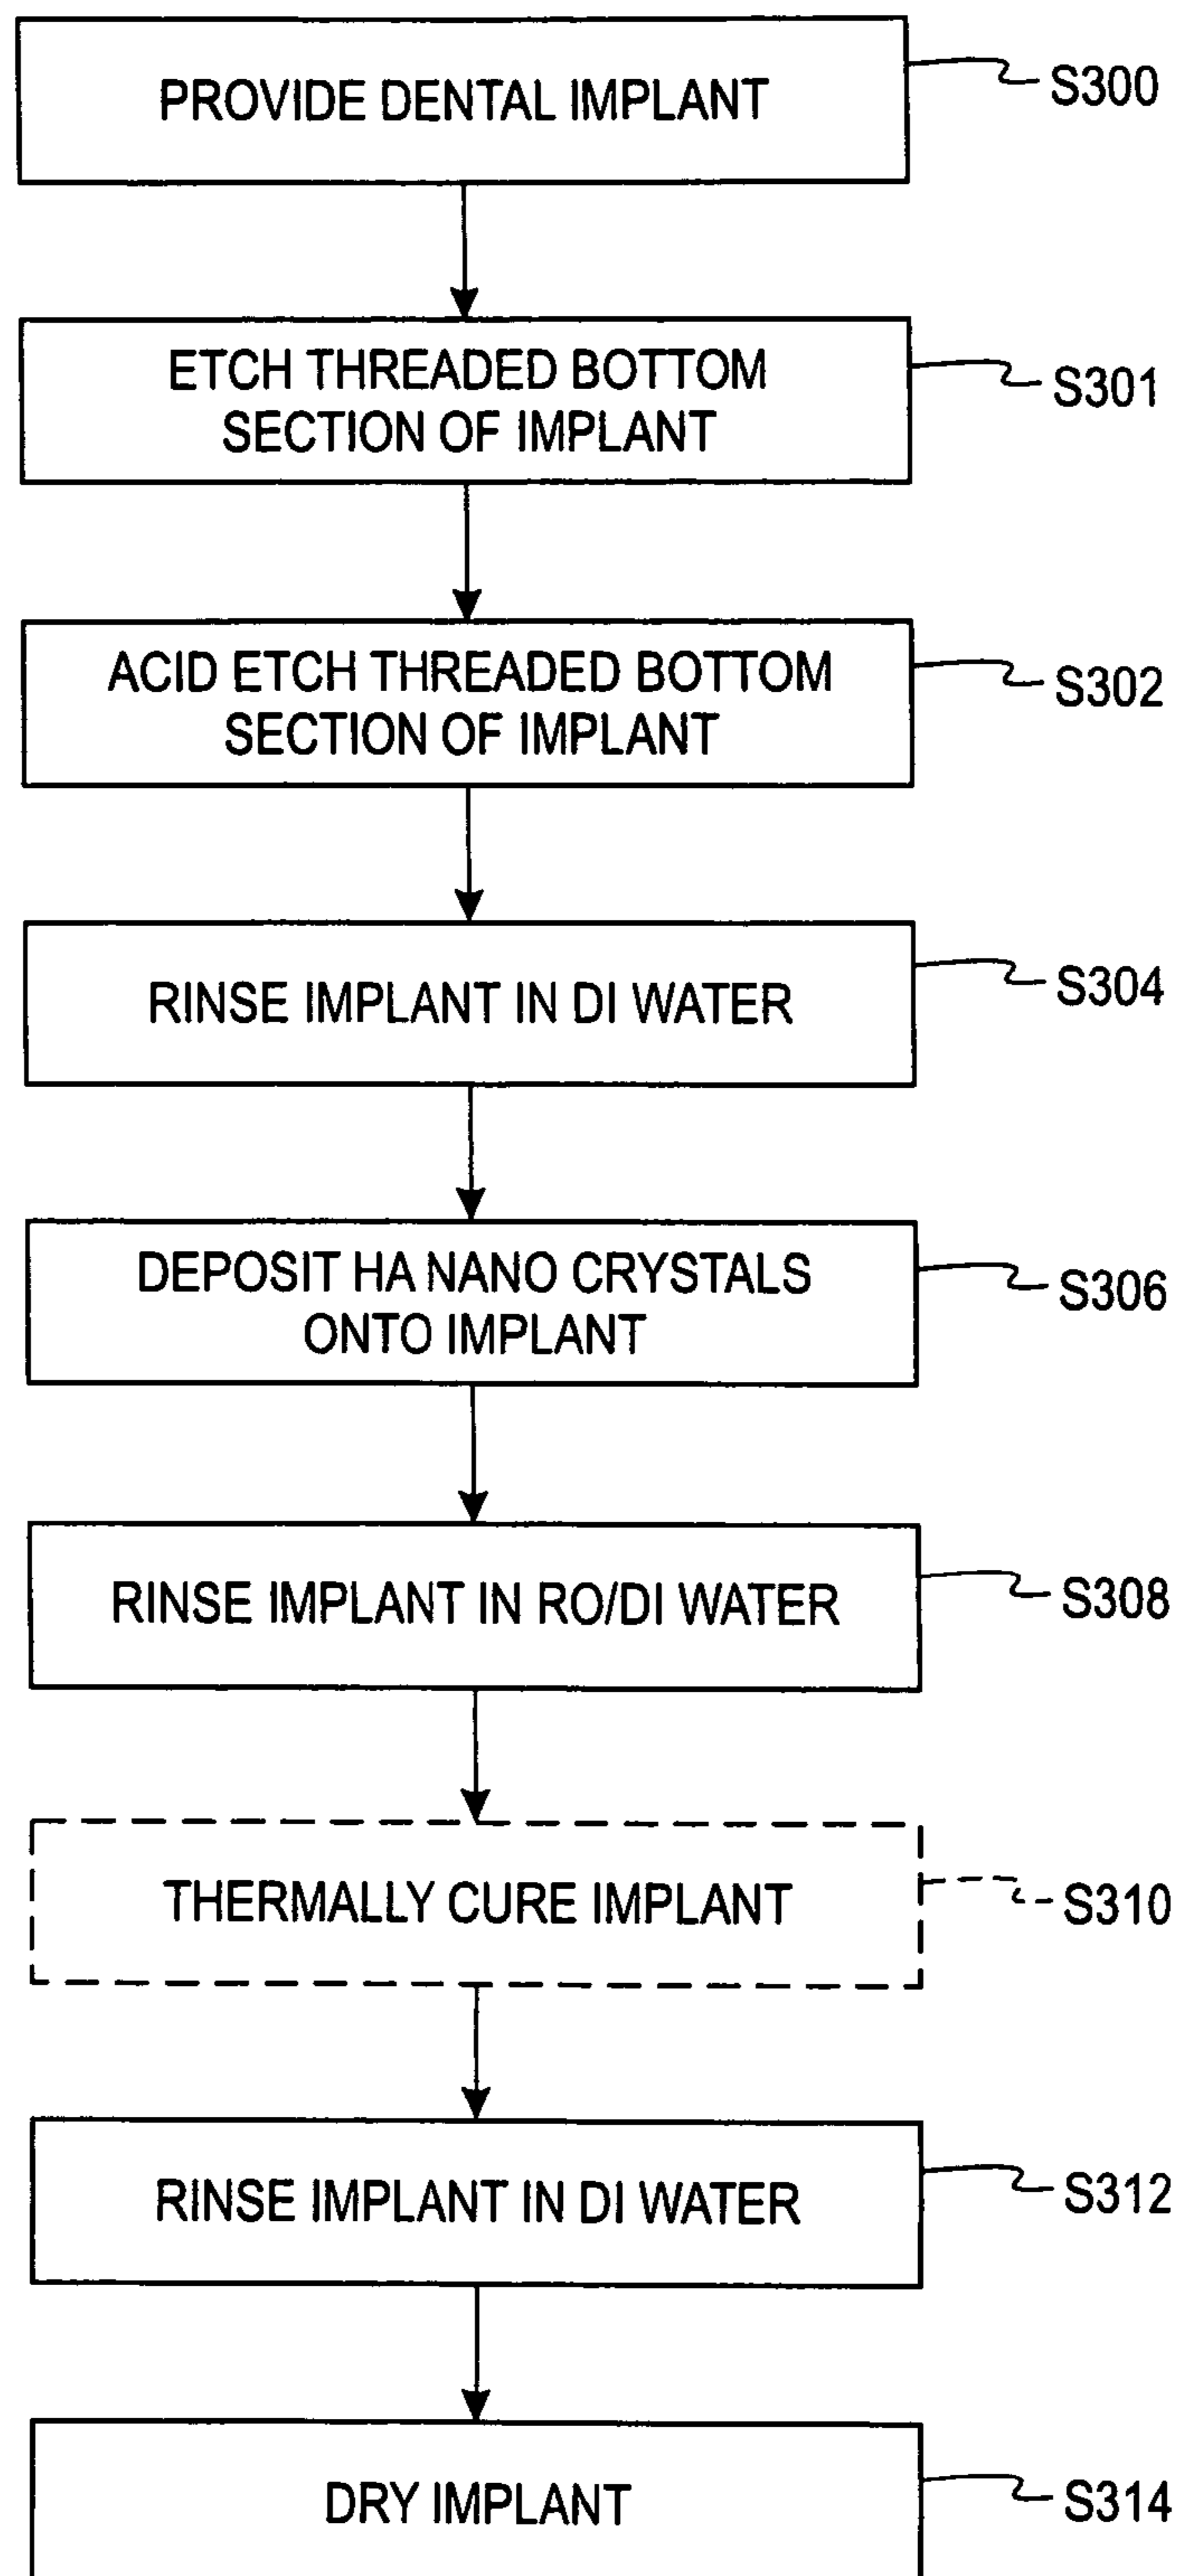 PROVIDE DENTAL IMPLANT
S300
ETCH THREADED BOTTOM
SECTION OF IMPLANT
S301
ACID ETCH THREADED BOTTOM
SECTION OF IMPLANT
S302
RINSE IMPLANT IN DI WATER
S304
DEPOSIT HA NANO CRYSTALS
ONTO IMPLANT
S306
RINSE IMPLANT IN RO/DI WATER
S308
THERMALLY CURE IMPLANT
S310
RINSE IMPLANT IN DI WATER
S312
DRY IMPLANT
S314